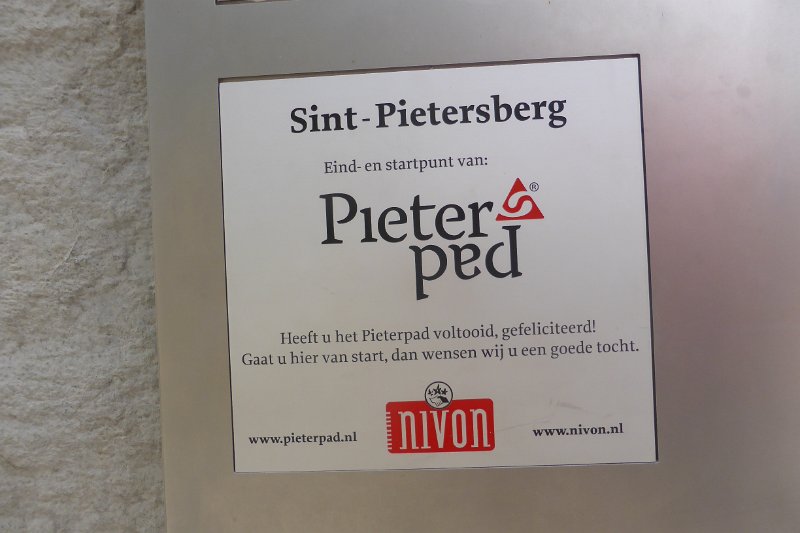 Sint-Pietersberg
Eind- en startpunt van:
Pieter ®
pad
Heeft u het Pieterpad voltooid, gefeliciteerd!
Gaat u hier van start, dan wensen wij u een goede tocht.
www.pieterpad.nl
nivon
www.nivon.nl